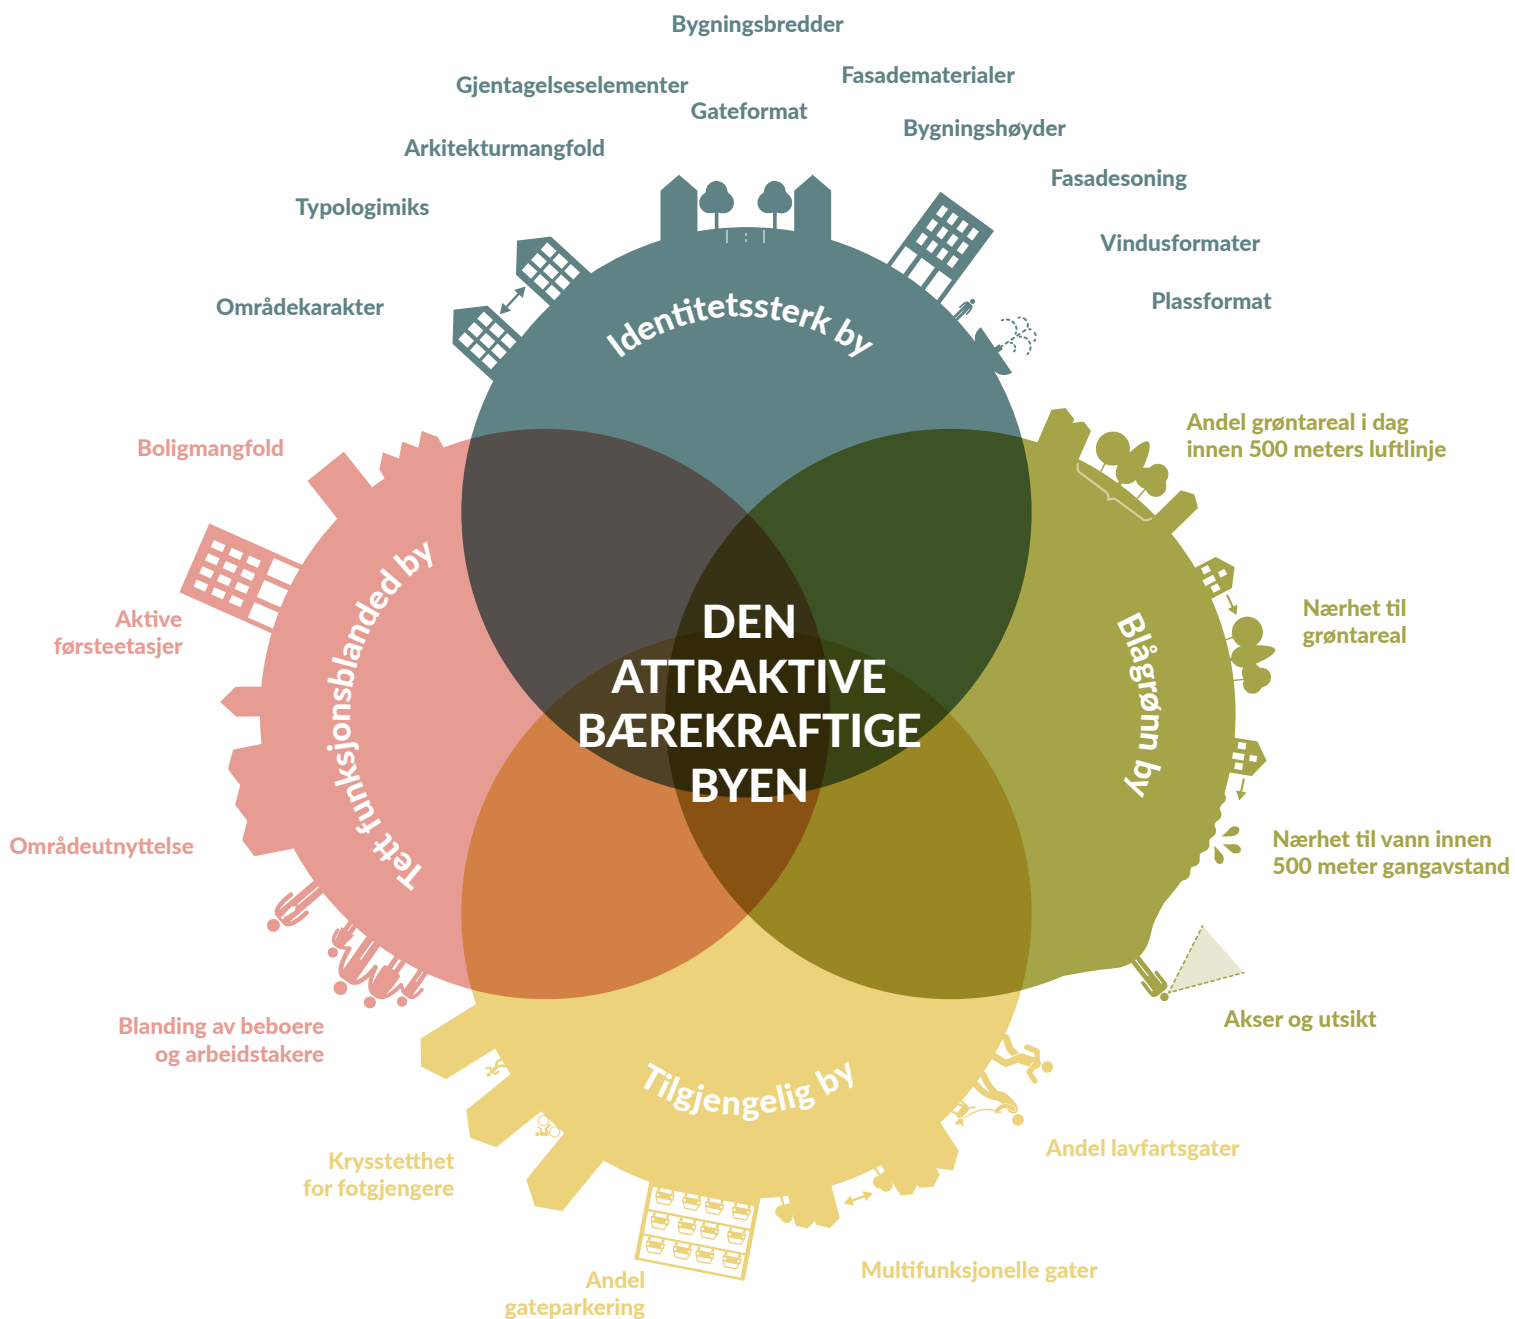 Bygningsbredder
Gjentagelseselementer
Fasadematerialer
Gateformat
Arkitekturmangfold
Bygningshøyder
Typologimiks
Fasadesoning
Områdekarakter
Vindusformater
Plassformat
Identitetssterk by
Boligmangfold
Aktive
førsteetasjer
Områdeutnyttelse
Blanding av beboere
og arbeidstakere
Tett funksjonsblanded by
DEN
ATTRAKTIVE
BÆREKRAFTIGE
BYEN
Blågrønn by
Andel grøntareal i dag
innen 500 meters luftlinje
Nærhet til
grøntareal
Nærhet til vann innen
500 meter gangavstand
Akser og utsikt
Tilgjengelig by
Krysstetthet
for fotgjengere
Andel
gateparkering
Multifunksjonelle gater
Andel lavfartsgater